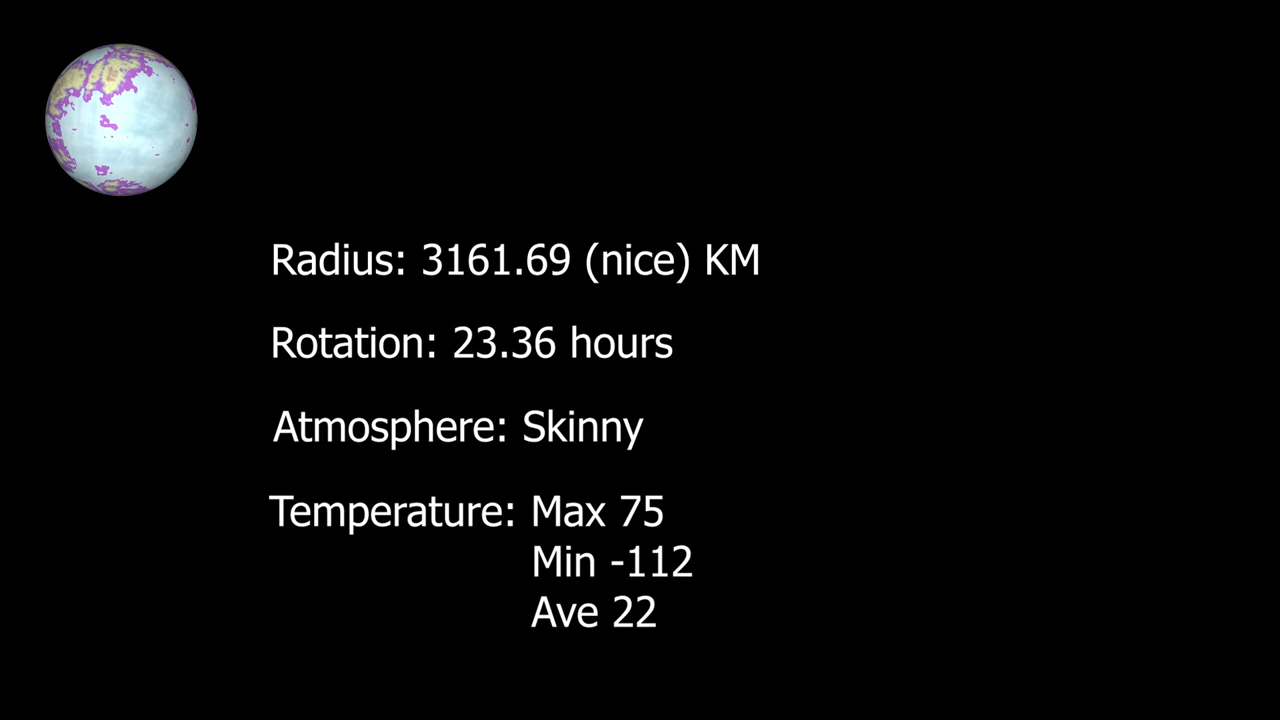 Radius: 3161.69 (nice) KM
Rotation: 23.36 hours
Atmosphere: Skinny
Temperature: Max 75
Min -112
Ave 22